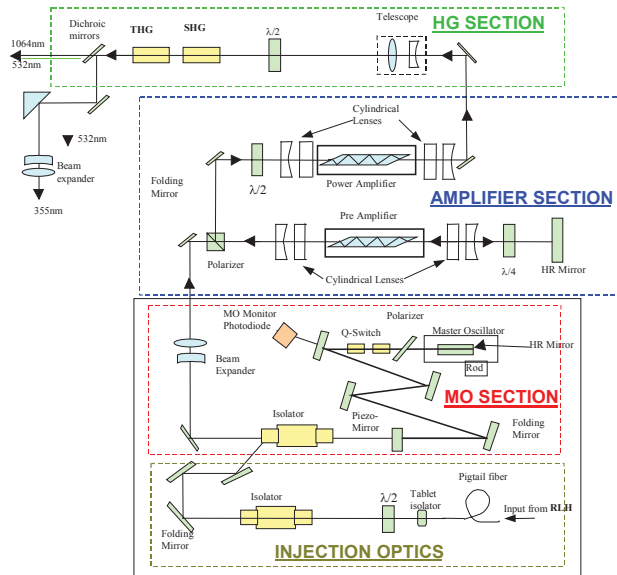 HG SECTION
Dichroic
mirrors
THG
SHG
λ/2
Telescope
1064nm
532nm
532nm
Beam
expander
355nm
Cylindrical
Lenses
Folding
Mirror
λ/2
Power Amplifier
AMPLIFIER SECTION
Pre Amplifier
Polarizer
Cylindrical Lenses
λ/4
HR Mirror
MO Monitor
Photodiode
Polarizer
Q-Switch
Master Oscillator
HR Mirror
Rod
Beam
Expander
MO SECTION
Piezo-
Mirror
Isolator
Folding
Mirror
Pigtail fiber
Isolator
λ/2
Tablet
isolator
Input from RLH
Folding
Mirror
INJECTION OPTICS